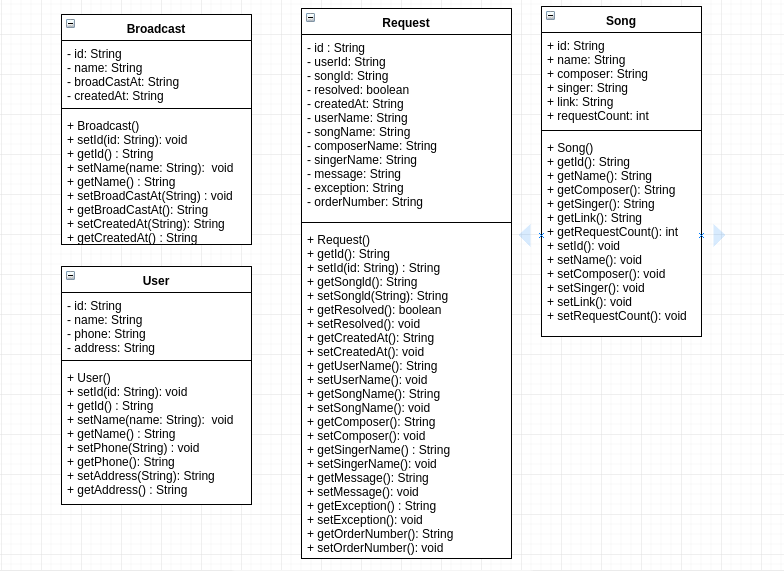 Broadcast
- id: String
- name: String
- broadCastAt: String
- createdAt: String
+ Broadcast()
+ setId(id: String): void
+ getId() : String
+ setName(name: String): void
+ getName() : String
+ setBroadCastAt(String) : void
+ getBroadCastAt(): String
+ setCreatedAt(String): String
+ getCreatedAt() : String
User
- id: String
- name: String
- phone: String
- address: String
+ User()
+ setId(id: String): void
+ getId() : String
+ setName(name: String): void
+ getName() : String
+ setPhone(String) : void
+ getPhone(): String
+ setAddress(String): String
+ getAddress() : String
Request
- id : String
- userId: String
- songId: String
- resolved: boolean
- createdAt: String
- userName: String
- songName: String
- composerName: String
- singerName: String
- message: String
- exception: String
- orderNumber: String
+ Request()
+ getId(): String
+ setId(id: String) : String
+ getSongId(): String
+ setSongId(String): String
+ getResolved(): boolean
+ setResolved(): void
+ getCreatedAt(): String
+ setCreatedAt(): void
+ getUserName(): String
+ setUserName(): void
+ getSongName(): String
+ setSongName(): void
+ getComposer(): String
+ setComposer(): void
+ getSingerName() : String
+ setSingerName(): void
+ getMessage(): String
+ setMessage(): void
+ getException() : String
+ setException(): void
+ getOrderNumber(): String
+ setOrderNumber(): void
Song
+ id: String
+ name: String
+ composer: String
+ singer: String
+ link: String
+ requestCount: int
+ Song()
+ getId(): String
+ getName(): String
+ getComposer(): String
+ getSinger(): String
+ getLink(): String
+ getRequestCount(): int
+ setId(): void
+ setName(): void
+ setComposer(): void
+ setSinger(): void
+ setLink(): void
+ setRequestCount(): void